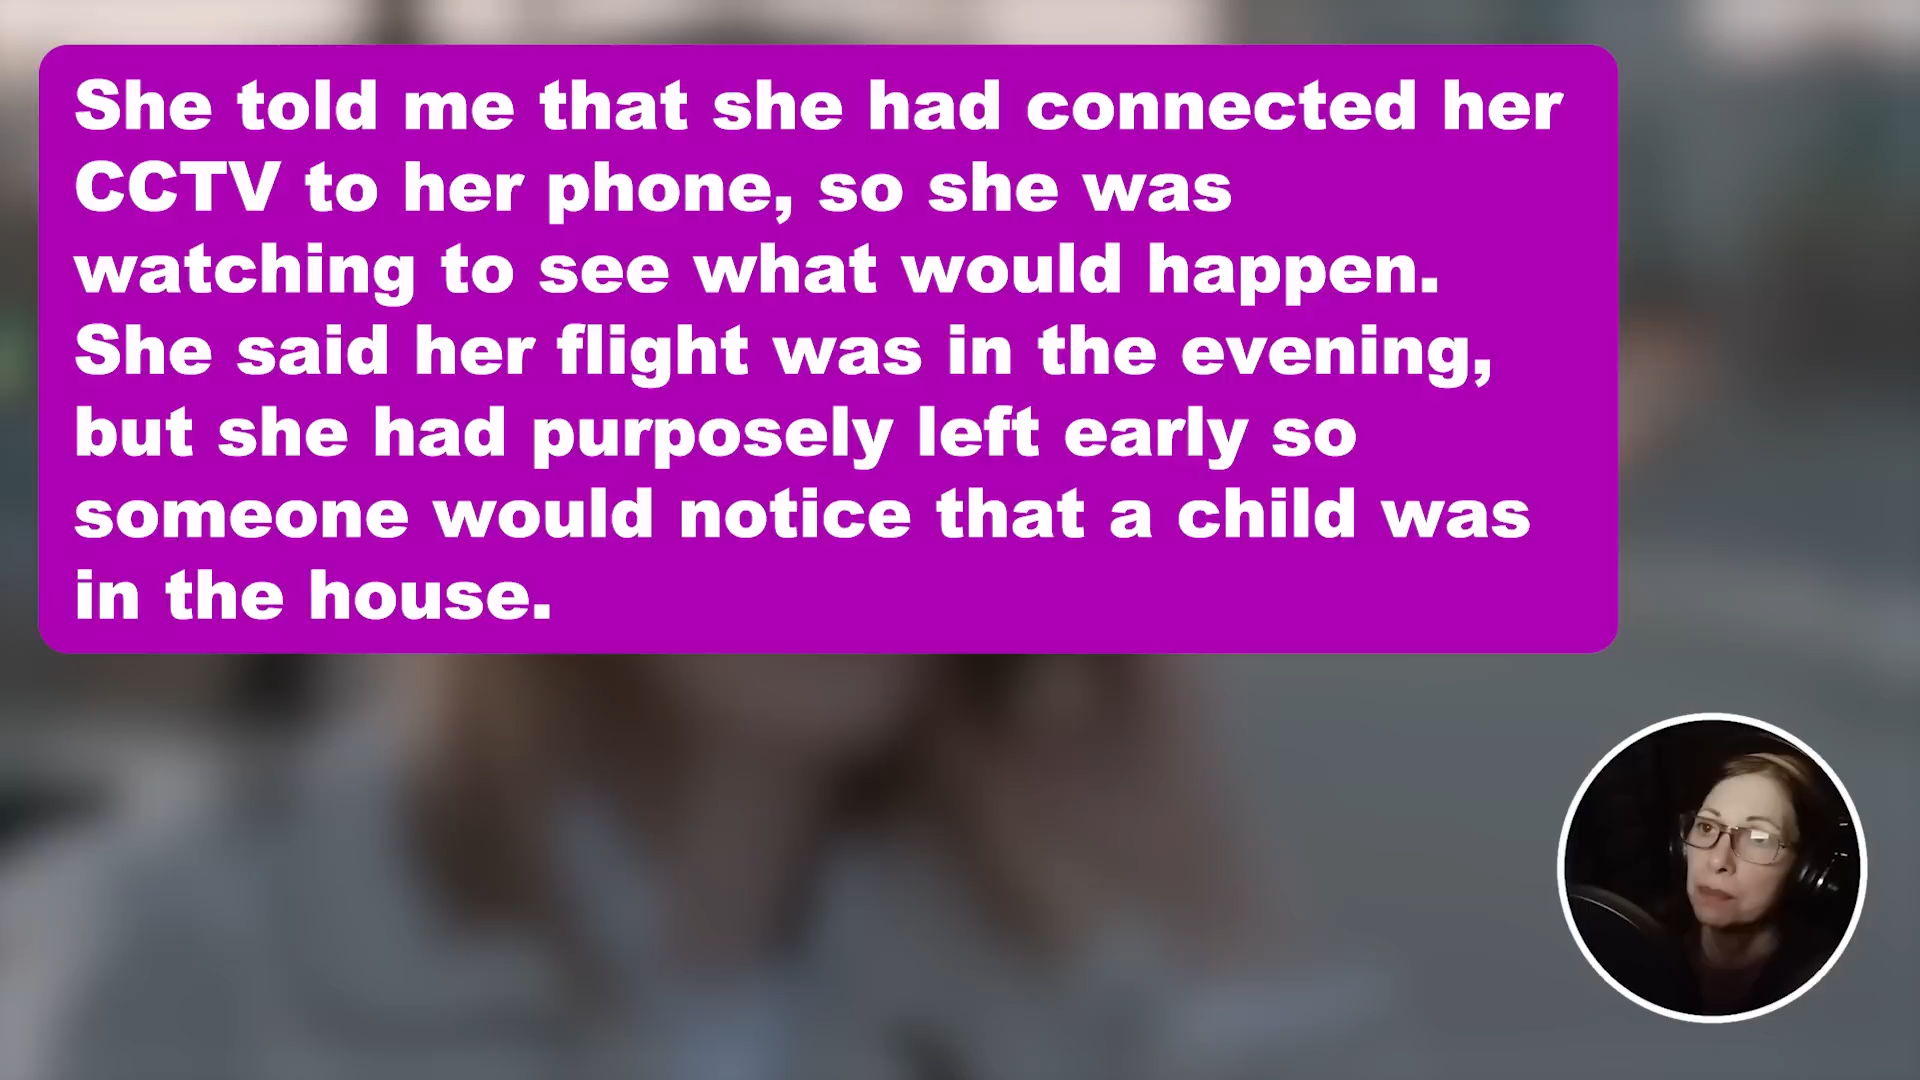 She told me that she had connected her
CCTV to her phone, so she was
watching to see what would happen.
She said her flight was in the evening,
but she had purposely left early so
someone would notice that a child was
in the house.